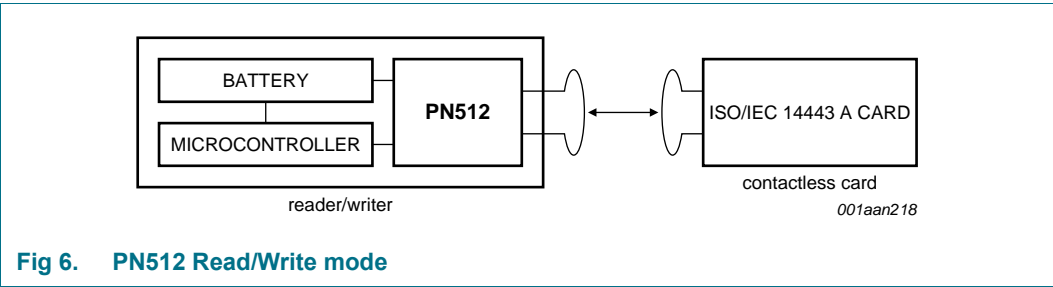 BATTERY
MICROCONTROLLER
PN512
ISO/IEC 14443 A CARD
reader/writer
contactless card
001aan218
Fig 6. PN512 Read/Write mode